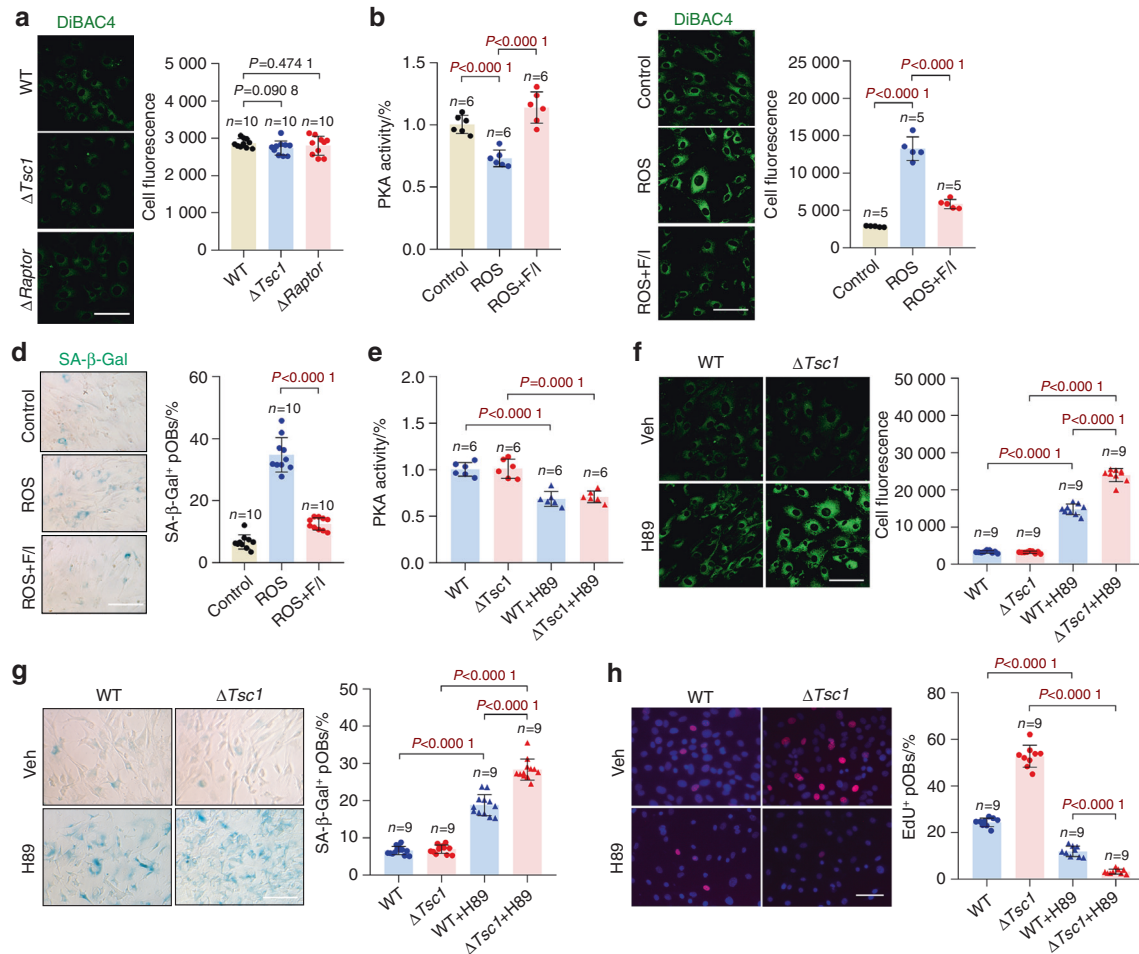 a
DiBAC4
WT
ΔTsc1
ΔRaptor
Cell fluorescence
5 000
4 000
3 000
2 000
1 000
0
P=0.474 1
P=0.090 8
n=10 n=10 n=10
WT
ΔTsc1
ΔRaptor
b
PKA activity/%
1.5
1.0
0.5
0.0
P<0.000 1
P<0.000 1
n=6
n=6
n=6
Control
ROS
ROS+F/I
c
DiBAC4
Control
ROS
ROS+F/I
Cell fluorescence
25 000
20 000
15 000
10 000
5 000
0
P<0.000 1
P<0.000 1
n=5
n=5
n=5
Control
ROS
ROS+F/I
d
SA-β-Gal
Control
ROS
ROS+F/I
SA-β-Gal⁺ pOBs/%
60
40
20
0
P<0.000 1
n=10
n=10
n=10
Control
ROS
ROS+F/I
e
PKA activity/%
2.0
1.5
1.0
0.5
0.0
P=0.000 1
P<0.000 1
n=6
n=6
n=6
n=6
WT
ΔTsc1
WT+H89
ΔTsc1+H89
f
WT
ΔTsc1
Veh
H89
Cell fluorescence
50 000
40 000
30 000
20 000
10 000
0
P<0.000 1
P<0.000 1
P<0.000 1
n=9
n=9
n=9
n=9
WT
ΔTsc1
WT+H89
ΔTsc1+H89
g
WT
ΔTsc1
Veh
H89
SA-β-Gal⁺ pOBs/%
50
40
30
20
10
0
P<0.000 1
P<0.000 1
P<0.000 1
n=9
n=9
n=9
n=9
WT
ΔTsc1
WT+H89
ΔTsc1+H89
h
WT
ΔTsc1
Veh
H89
EdU⁺ pOBs/%
80
60
40
20
0
P<0.000 1
P<0.000 1
P<0.000 1
n=9
n=9
n=9
n=9
WT
ΔTsc1
WT+H89
ΔTsc1+H89